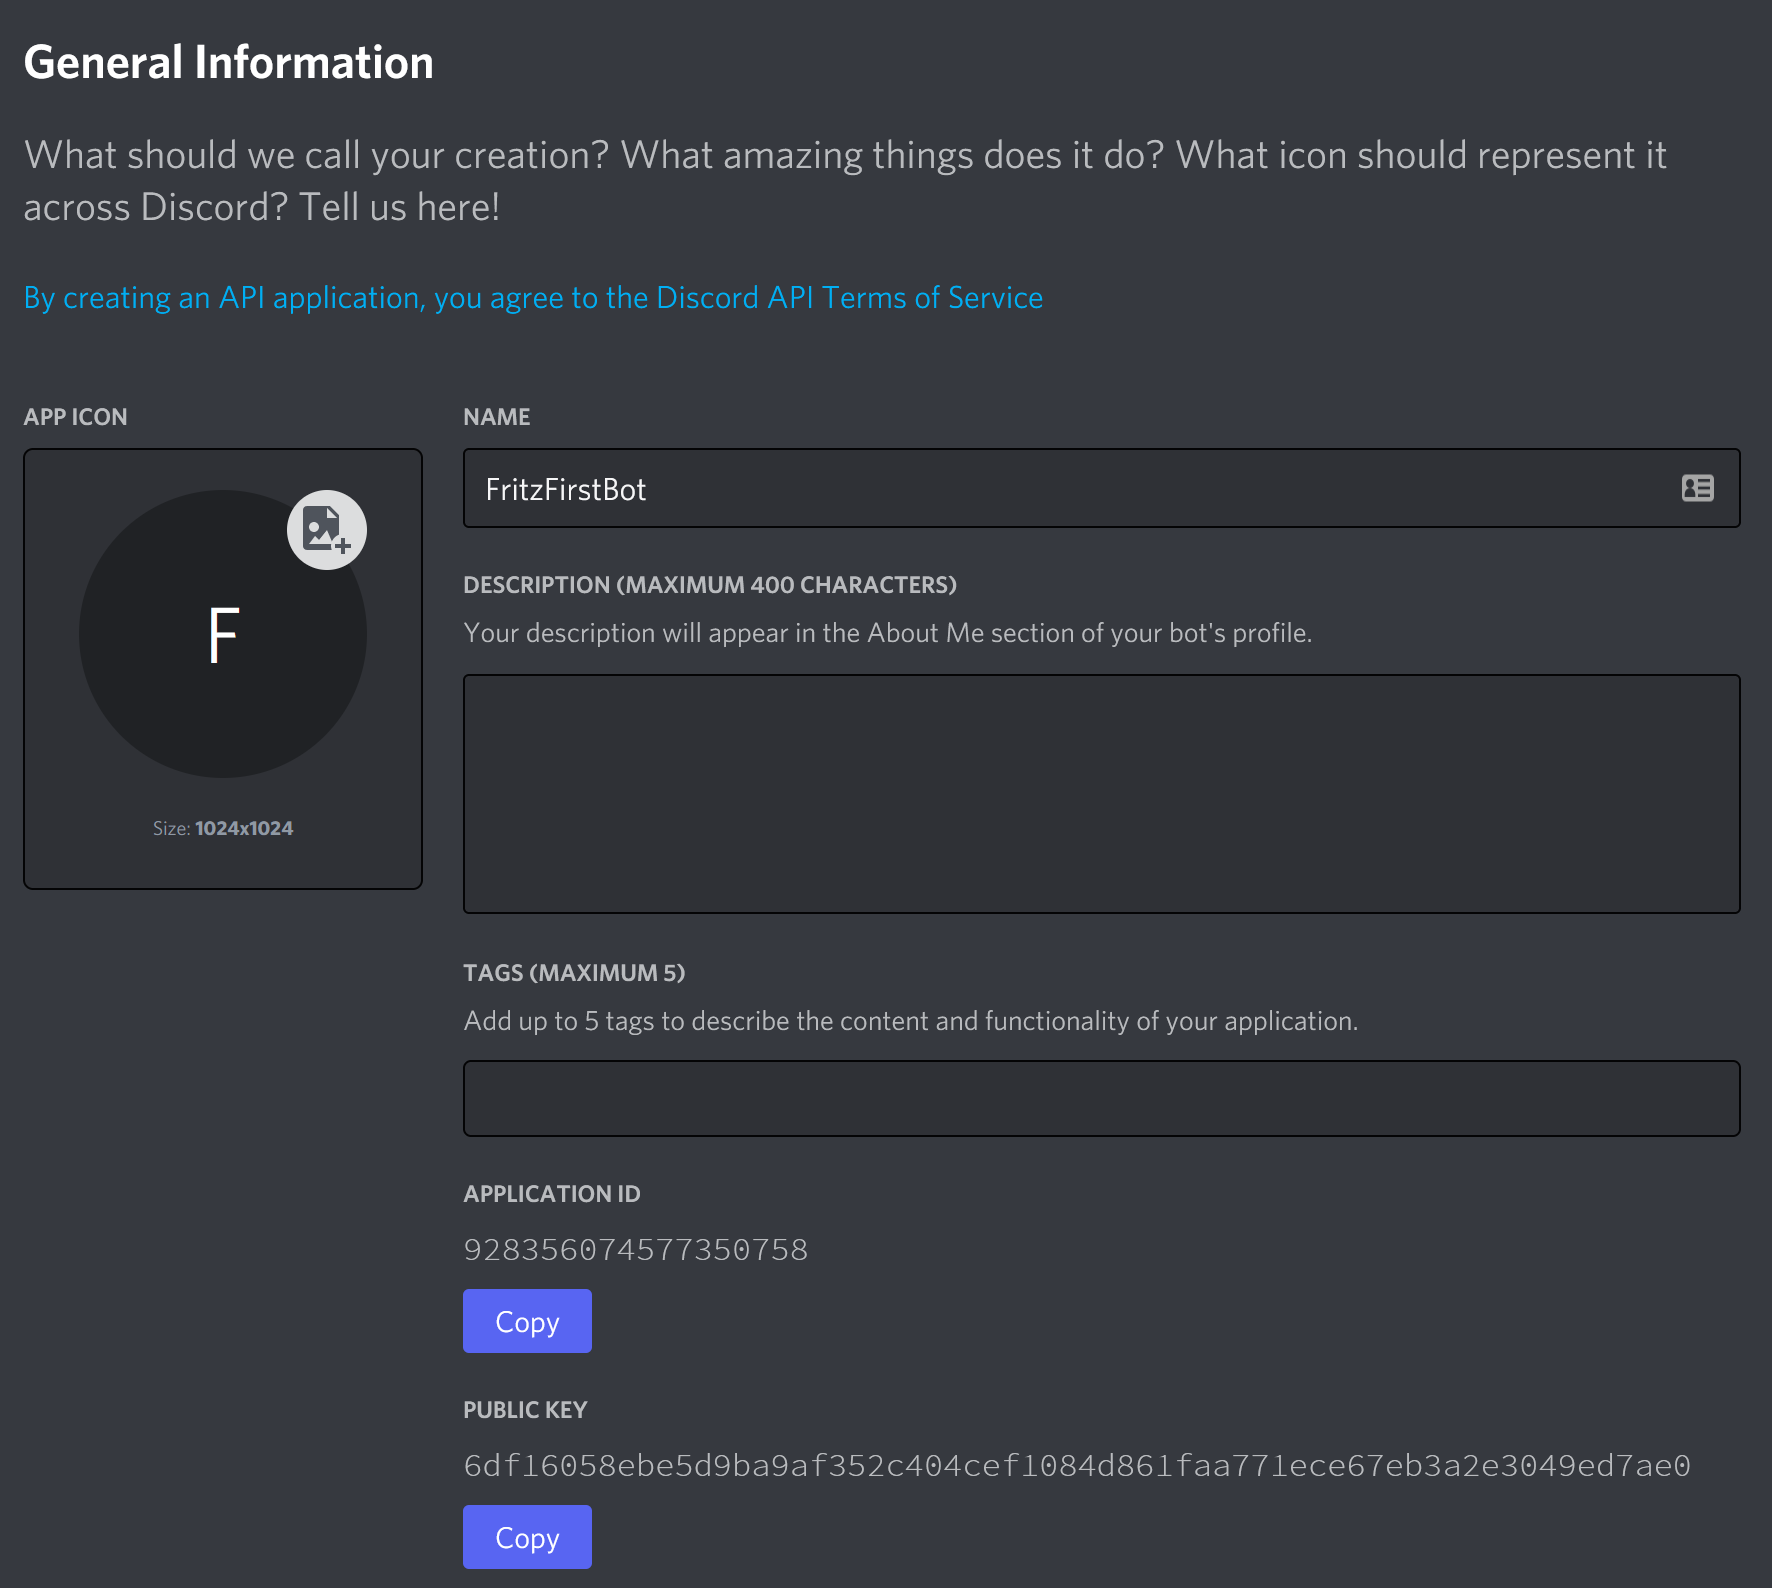 General Information
What should we call your creation? What amazing things does it do? What icon should represent it
across Discord? Tell us here!
By creating an API application, you agree to the Discord API Terms of Service
APP ICON
F
Size: 1024x1024
NAME
FritzFirstBot
DESCRIPTION (MAXIMUM 400 CHARACTERS)
Your description will appear in the About Me section of your bot's profile.
TAGS (MAXIMUM 5)
Add up to 5 tags to describe the content and functionality of your application.
APPLICATION ID
928356074577350758
Copy
PUBLIC KEY
6df16058ebe5d9ba9af352c404cef1084d861faa771ece67eb3a2e3049ed7ae0
Copy